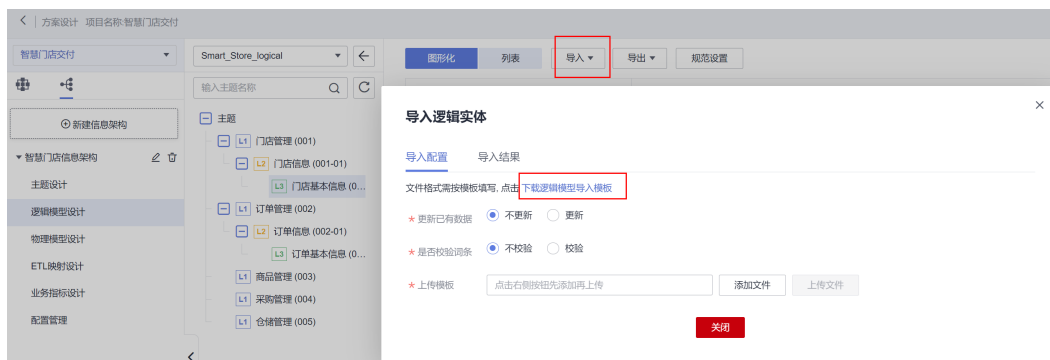 方案设计 项目名称:智慧门店交付
智慧门店交付
Smart_Store_logical
图形化
列表
导入
导出
规范设置
输入主题名称
新建信息架构
智慧门店信息架构
主题设计
逻辑模型设计
物理模型设计
ETL映射设计
业务指标设计
配置管理
主题
L1 门店管理 (001)
L2 门店信息 (001-01)
L3 门店基本信息 (0...
L1 订单管理 (002)
L2 订单信息 (002-01)
L3 订单基本信息 (0...
L1 商品管理 (003)
L1 采购管理 (004)
L1 仓储管理 (005)
导入逻辑实体
导入配置 导入结果
文件格式需按模板填写, 点击 下载逻辑模型导入模板
* 更新已有数据 不更新 更新
* 是否校验词条 不校验 校验
* 上传模板 点击右侧按钮先添加再上传 添加文件 上传文件
关闭